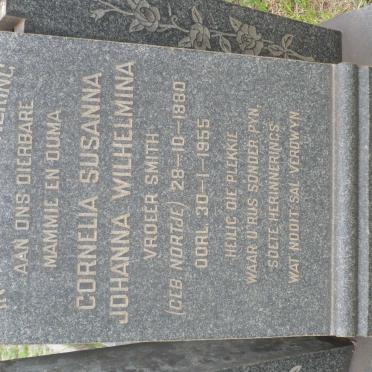 AAN ONS DIERBARE
MAMMIE EN OUMA
CORNELIA SUSANNA
JOHANNA WILHELMINA
VROEER SMITH
(GEB. NORTJE) 28–10–1880
OORL. 30–1–1955
HEILIG DIE PLEKKIE
WAAR U RUS SONDER PYN,
SOETE HERINNERINGS
WAT NOOIT SAL VERDWYN